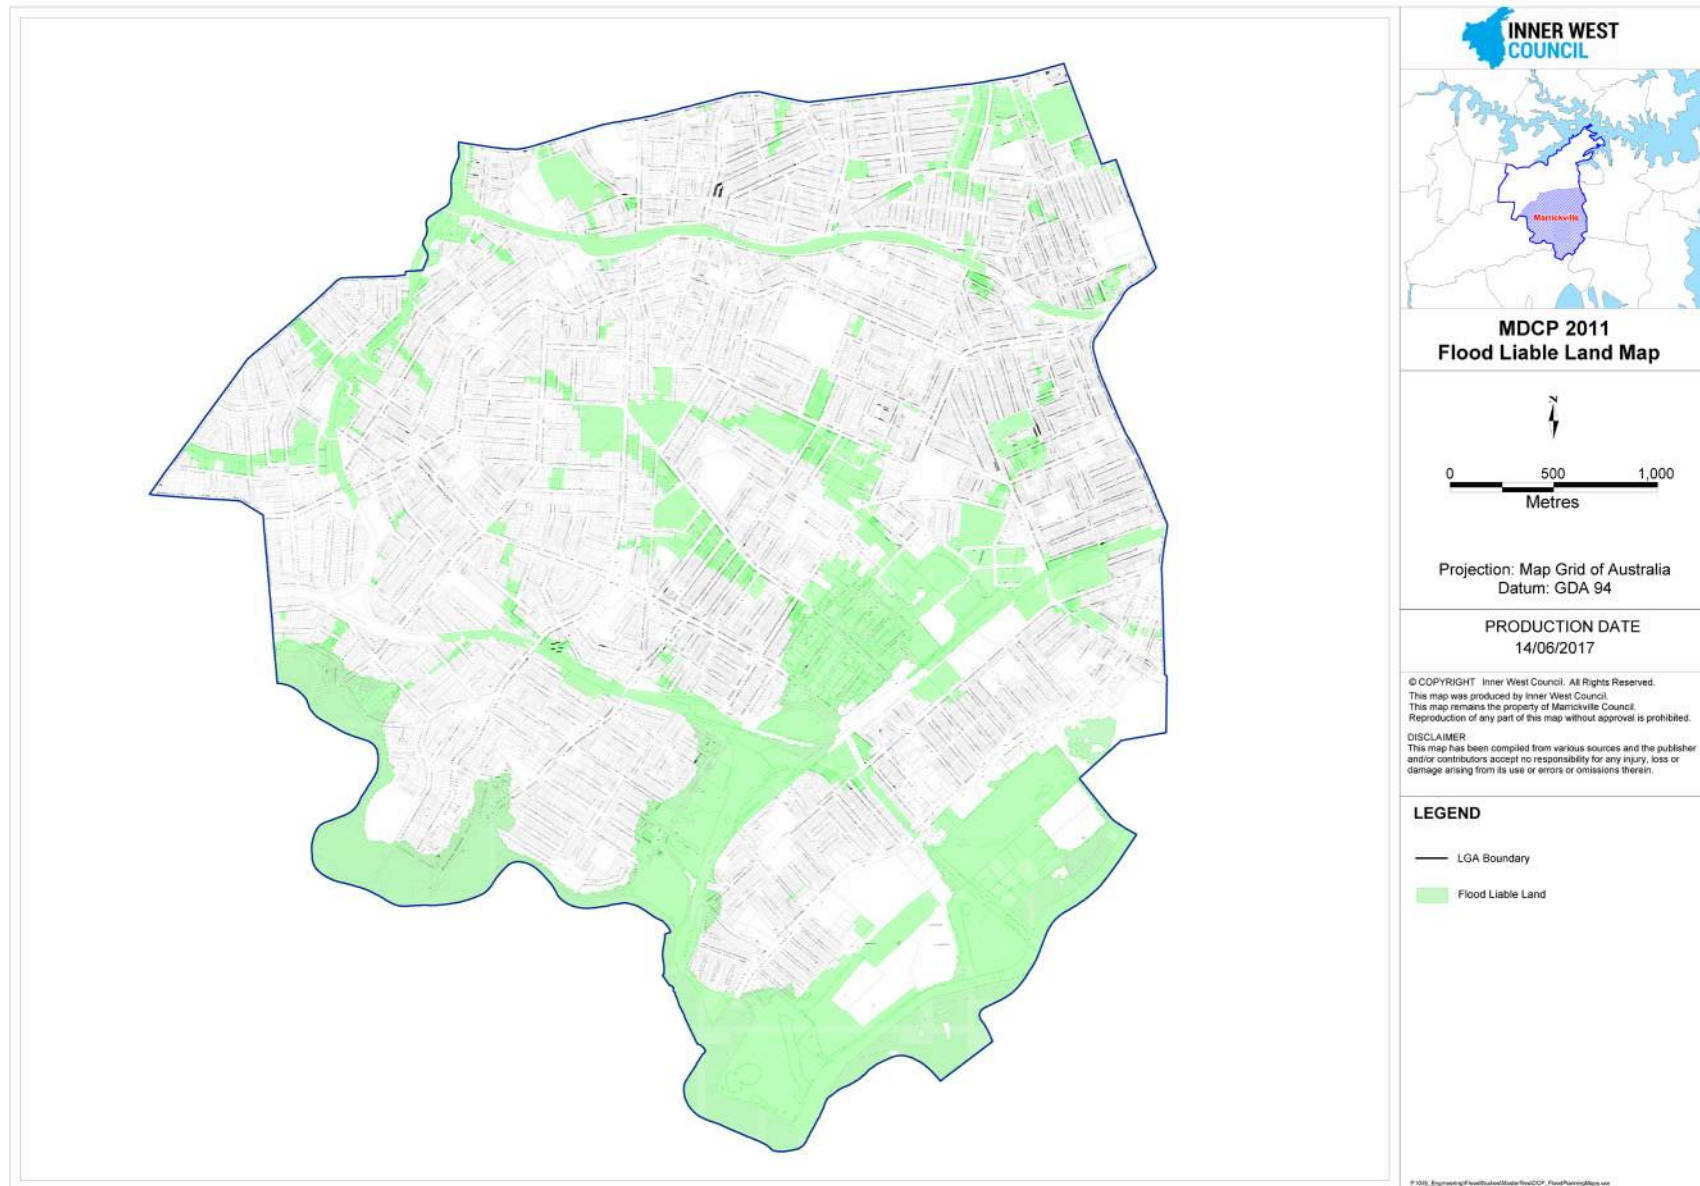 INNER WEST
COUNCIL
Marrickville
MDCP 2011
Flood Liable Land Map
N
0 500 1,000
Metres
Projection: Map Grid of Australia
Datum: GDA 94
PRODUCTION DATE
14/06/2017
© COPYRIGHT Inner West Council. All Rights Reserved.
This map was produced by Inner West Council.
This map remains the property of Marrickville Council.
Reproduction of any part of this map without approval is prohibited.
DISCLAIMER
This map has been compiled from various sources and the publisher
and/or contributors accept no responsibility for any injury, loss or
damage arising from its use or errors or omissions therein.
LEGEND
LGA Boundary
Flood Liable Land